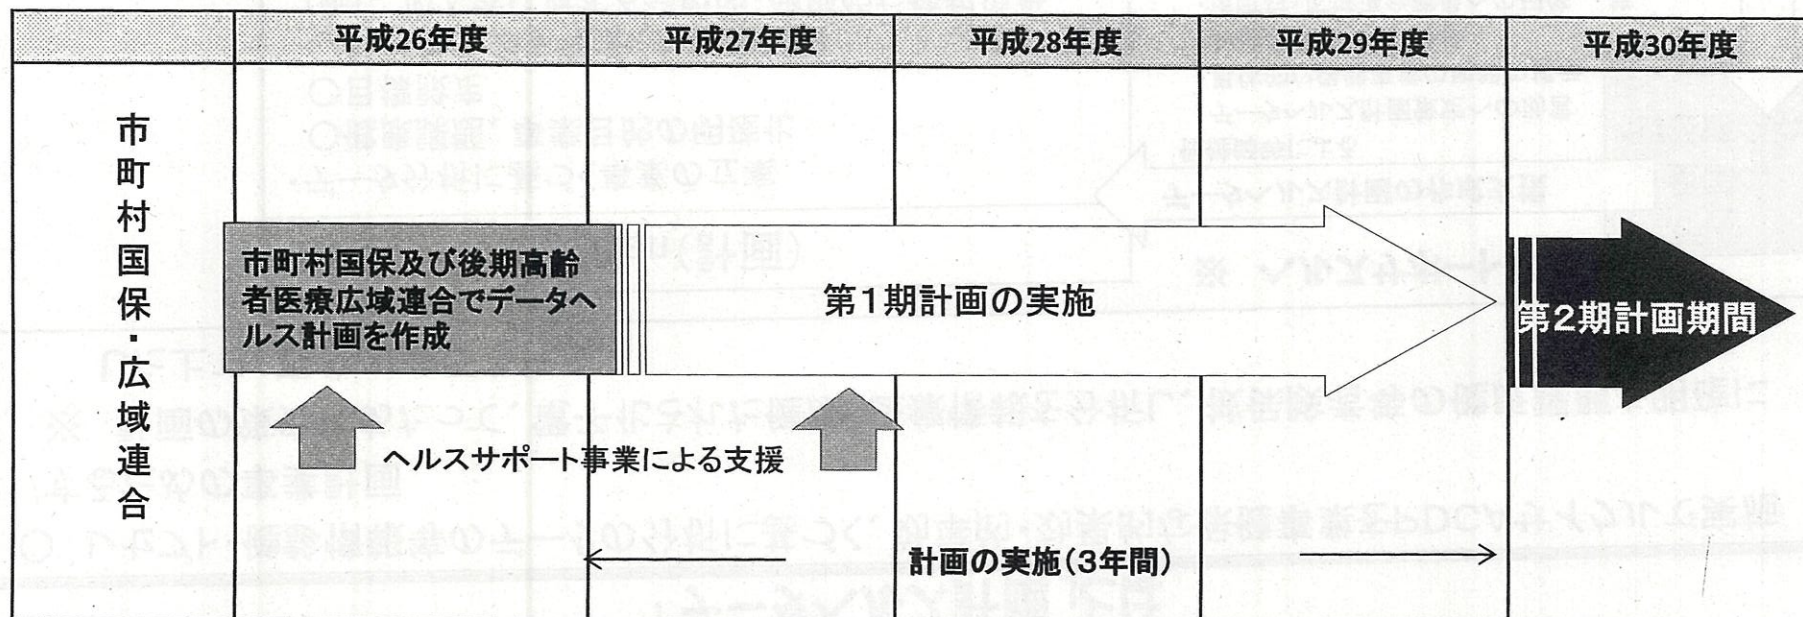 平成26年度 平成27年度 平成28年度 平成29年度 平成30年度
市町村国保・広域連合
市町村国保及び後期高齢
者医療広域連合でデータヘ
ルス計画を作成
第1期計画の実施
第2期計画期間
ヘルスサポート事業による支援
計画の実施(3年間)